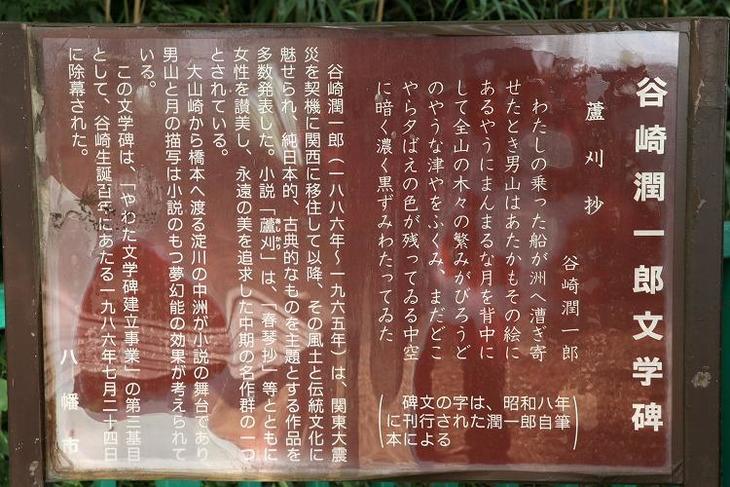 谷崎潤一郎文学碑
蘆刈抄
谷崎潤一郎
わたしの乗った船が洲へ漕ぎ寄
せたとき男山はあたかもその絵に
あるやうにまんまるな月を背中に
して全山の木々の繁みがびろうど
のやうな津やをふくみ、まだどこ
やら夕ばえの色が残ってゐる中空
に暗く濃く黒ずみわたってゐた
(碑文の字は、昭和八年
に刊行された潤一郎自筆
本による)
谷崎潤一郎(一八八六年〜一九六五年)は、関東大震
災を契機に関西に移住して以降、その風土と伝統文化に
魅せられ、純日本的、古典的なものを主題とする作品を
多数発表した。小説「蘆刈」は、「春琴抄」等とともに
あしかり
女性を讃美し、永遠の美を追求した中期の名作群の一つ
とされている。
大山崎から橋本へ渡る淀川の中洲が小説の舞台であり
男山と月の描写は小説のもつ夢幻能の効果が考えられて
いる。
この文学碑は、「やわた文学碑建立事業」の第三基目
として、谷崎生誕百年にあたる一九八六年七月二十四日
に除幕された。
八幡市